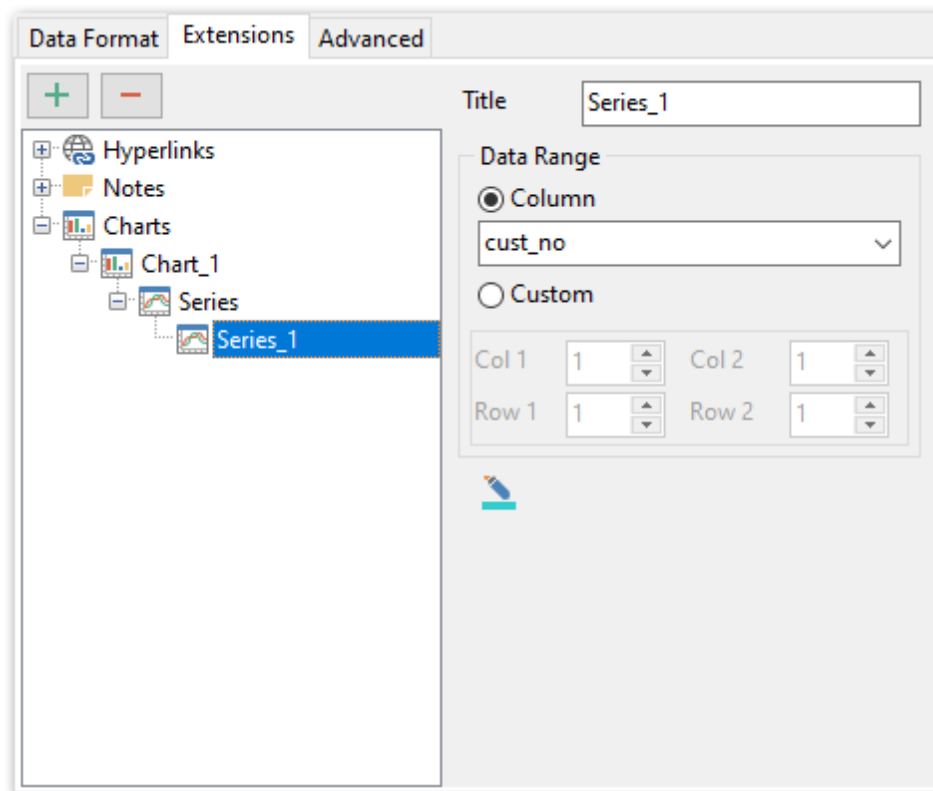 Data Format Extensions Advanced
Title Series_1
Hyperlinks
Notes
Charts
Chart_1
Series
Series_1
Data Range
Column
cust_no
Custom
Col 1 1 Col 2 1
Row 1 1 Row 2 1